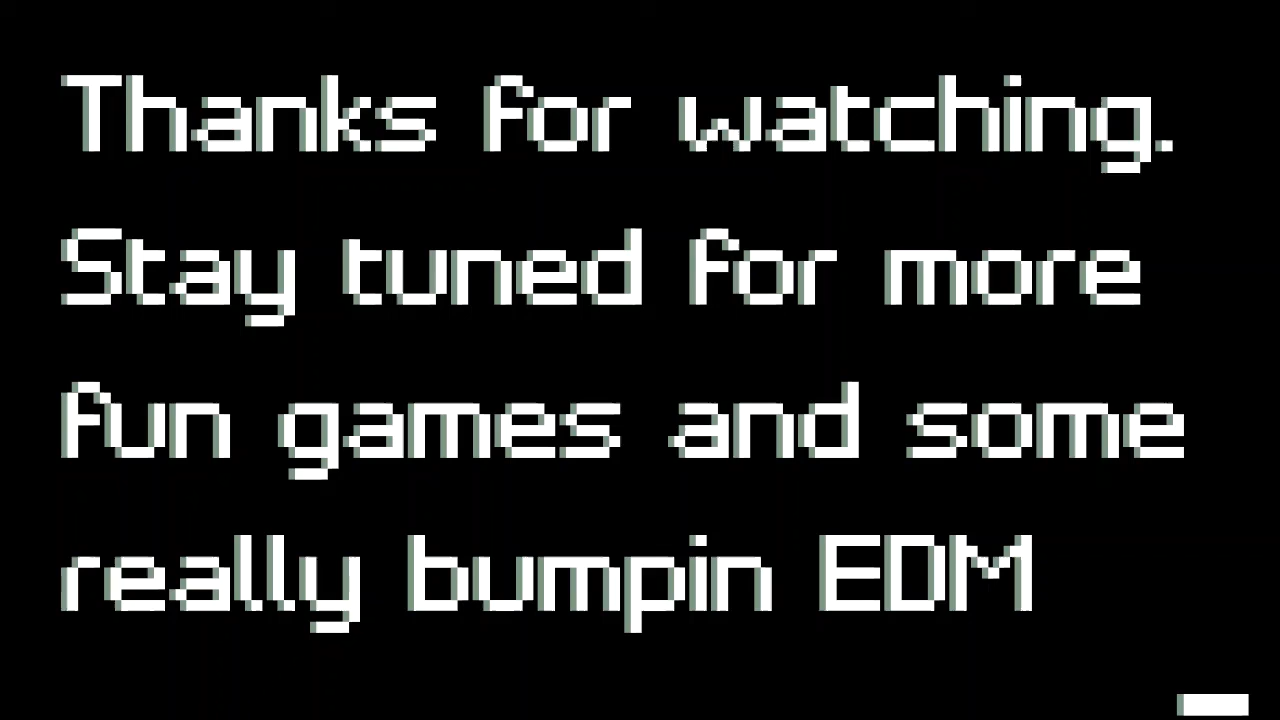 Thanks for watching.
Stay tuned for more
fun games and some
really bumpin EDM